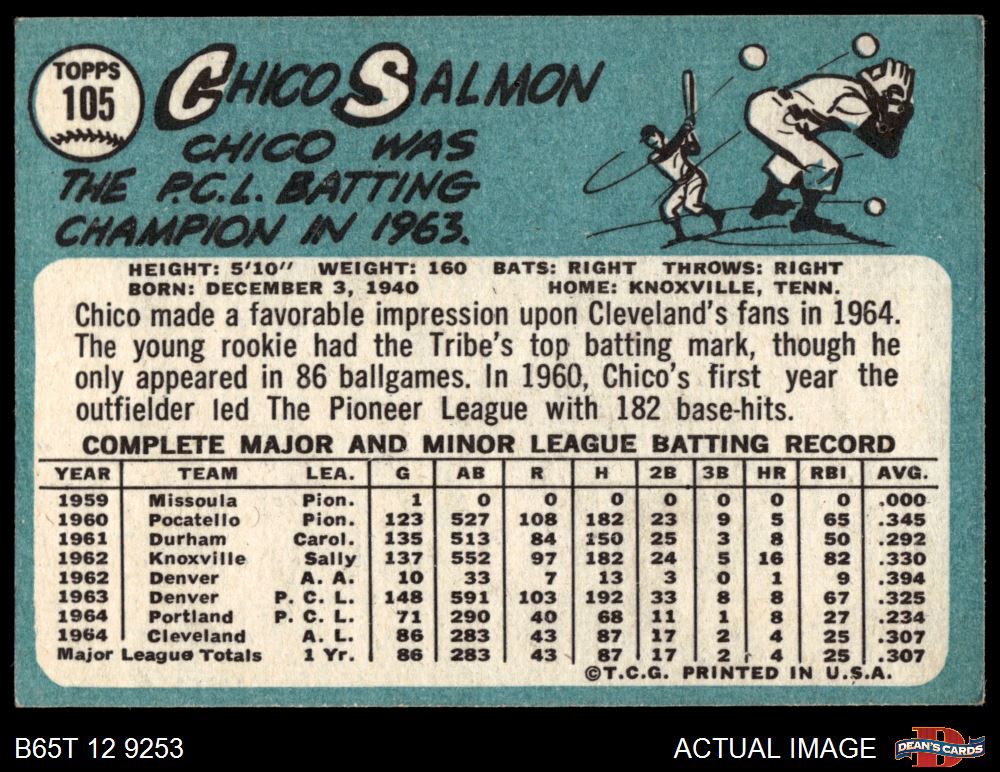 TOPPS
105
CHICO SALMON
CHICO WAS
THE P.C.L. BATTING
CHAMPION IN 1963.
HEIGHT: 5'10" WEIGHT: 160 BATS: RIGHT THROWS: RIGHT
BORN: DECEMBER 3, 1940 HOME: KNOXVILLE, TENN.
Chico made a favorable impression upon Cleveland's fans in 1964.
The young rookie had the Tribe's top batting mark, though he
only appeared in 86 ballgames. In 1960, Chico's first year the
outfielder led The Pioneer League with 182 base-hits.
COMPLETE MAJOR AND MINOR LEAGUE BATTING RECORD
YEAR TEAM LEA. G AB R H 2B 3B HR RBI AVG.
1959 Missoula Pion. 1 0 0 0 0 0 0 0 .000
1960 Pocatello Pion. 123 527 108 182 23 9 5 65 .345
1961 Durham Carol. 135 513 84 150 25 3 8 50 .292
1962 Knoxville Sally 137 552 97 182 24 5 16 82 .330
1962 Denver A. A. 10 33 7 13 3 0 1 9 .394
1963 Denver P. C. L. 148 591 103 192 33 8 8 67 .325
1964 Portland P. C. L. 71 290 40 68 11 1 8 27 .234
1964 Cleveland A. L. 86 283 43 87 17 2 4 25 .307
Major League Totals 1 Yr. 86 283 43 87 17 2 4 25 .307
©T.C.G. PRINTED IN U.S.A.
B65T 12 9253 ACTUAL IMAGE
D
DEAN'S CARDS